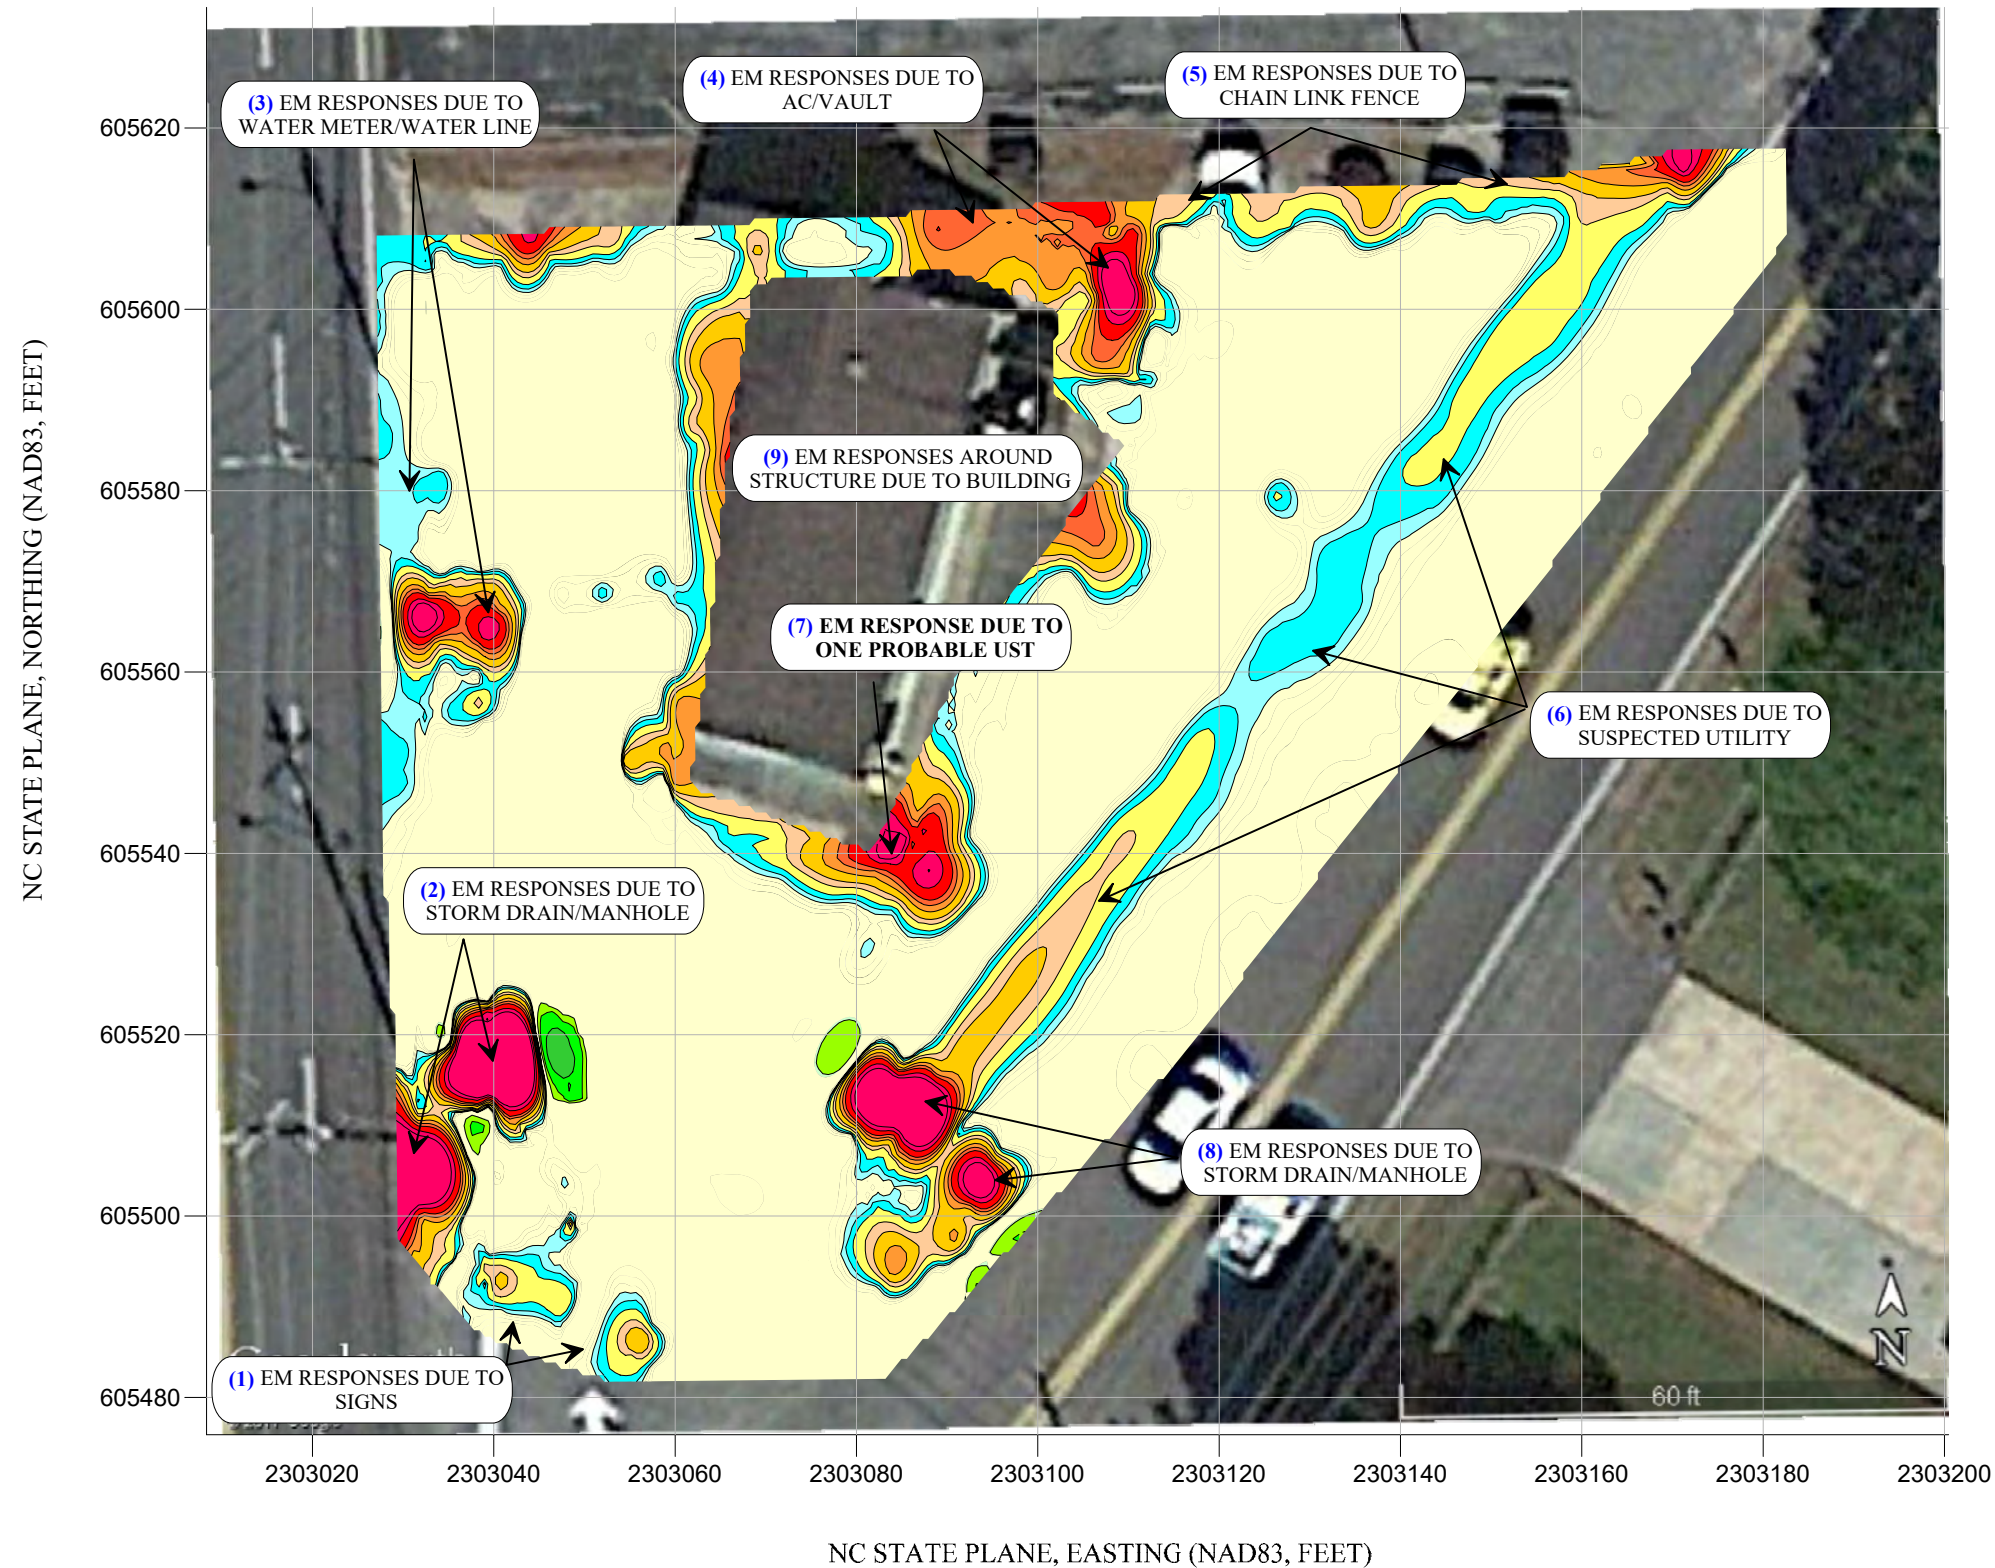 (4) EM RESPONSES DUE TO
AC/VAULT
(5) EM RESPONSES DUE TO
CHAIN LINK FENCE
(3) EM RESPONSES DUE TO
WATER METER/WATER LINE
605620
605600
605580
605560
605540
605520
605500
605480
NC STATE PLANE, NORTHING (NAD83, FEET)
(9) EM RESPONSES AROUND
STRUCTURE DUE TO BUILDING
(7) EM RESPONSE DUE TO
ONE PROBABLE UST
(6) EM RESPONSES DUE TO
SUSPECTED UTILITY
(2) EM RESPONSES DUE TO
STORM DRAIN/MANHOLE
(8) EM RESPONSES DUE TO
STORM DRAIN/MANHOLE
(1) EM RESPONSES DUE TO
SIGNS
N
60 ft
2303020 2303040 2303060 2303080 2303100 2303120 2303140 2303160 2303180 2303200
NC STATE PLANE, EASTING (NAD83, FEET)